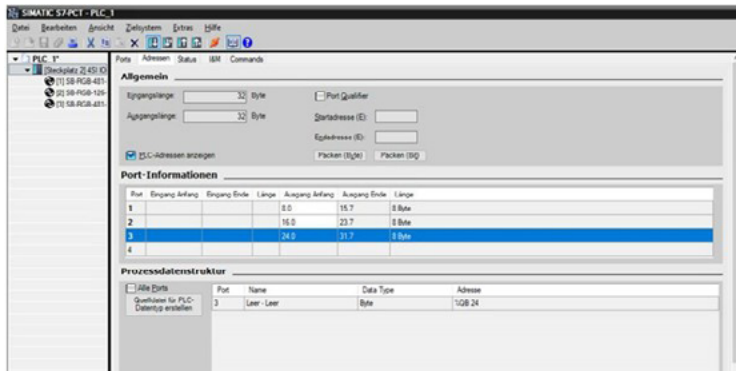 SIMATIC S7-PCT - PLC_1
Datei Bearbeiten Ansicht Zielsystem Extras Hilfe
PLC_1*
[Steckplatz 2] 4SI IO
[1] SB-RGB-481-
[2] SB-RGB-126-
[3] SB-RGB-481-
Ports Adressen Status I&M Commands
Allgemein
Eingangslänge: 32 Byte Port Qualifier
Ausgangslänge: 32 Byte Startadresse (E):
Endadresse (E):
PLC-Adressen anzeigen Packen (Byte) Packen (Bit)
Port-Informationen
Port Eingang Anfang Eingang Ende Länge Ausgang Anfang Ausgang Ende Länge
1 8.0 15.7 8 Byte
2 16.0 23.7 8 Byte
3 24.0 31.7 8 Byte
4
Prozessdatenstruktur
Alle Ports
Quelldatei für PLC-Datentyp erstellen
Port Name Data Type Adresse
3 Leer - Leer Byte %QB 24